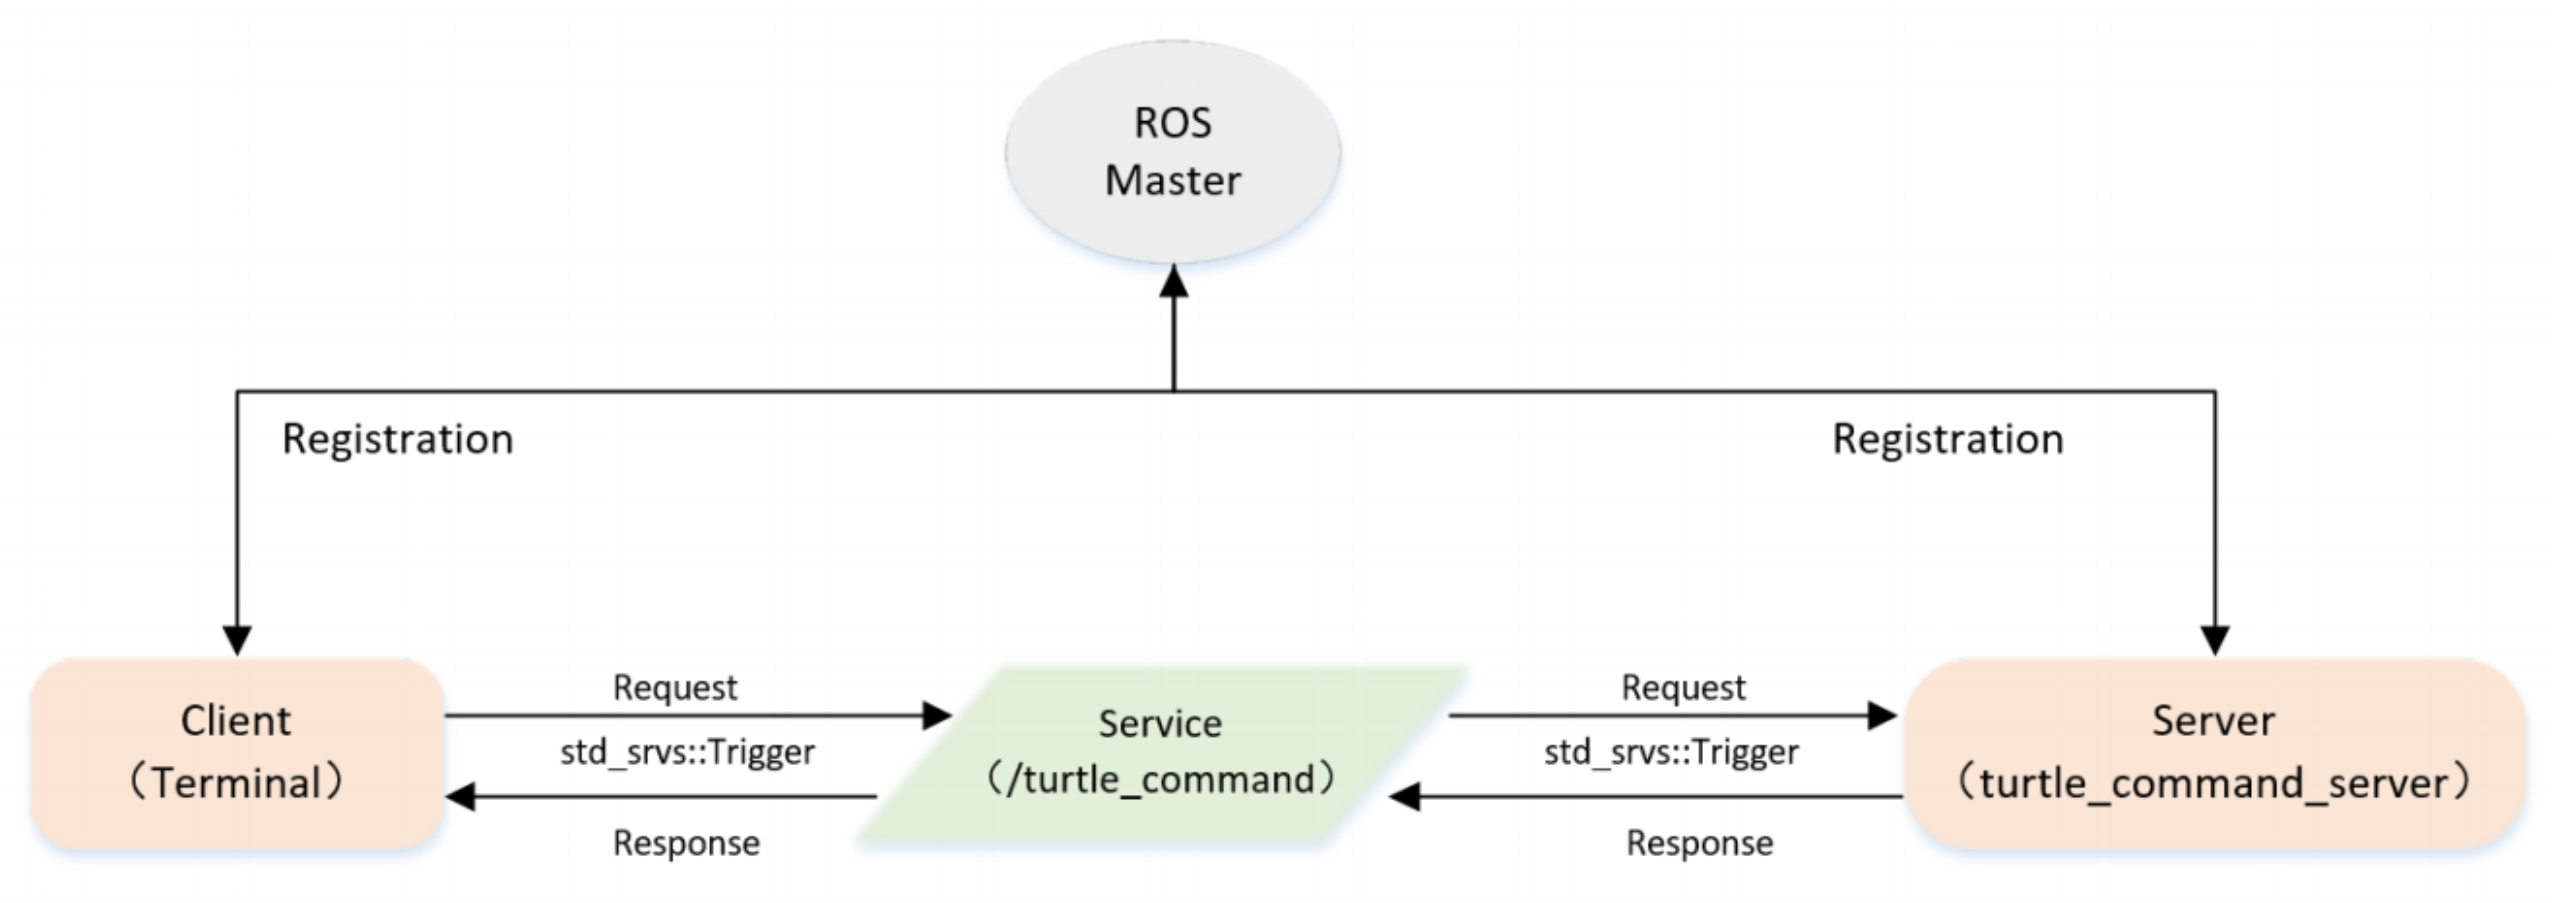 ROS
Master
Registration
Registration
Client
（Terminal）
Request
std_srvs::Trigger
Response
Service
（/turtle_command）
Request
std_srvs::Trigger
Response
Server
（turtle_command_server）